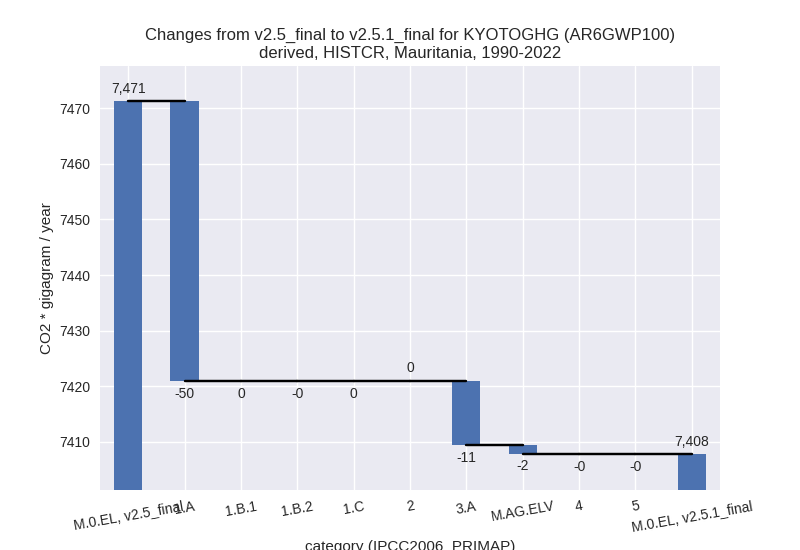 Changes from v2.5_final to v2.5.1_final for KYOTOGHG (AR6GWP100)
derived, HISTCR, Mauritania, 1990-2022
CO2 * gigagram / year
7470
7460
7450
7440
7430
7420
7410
7,471
-50
0
-0
0
0
-11
-2
-0
-0
7,408
M.0.EL, v2.5_final
1.A
1.B.1
1.B.2
1.C
2
3.A
M.AG.ELV
4
5
M.0.EL, v2.5.1_final
category (IPCC2006_PRIMAP)